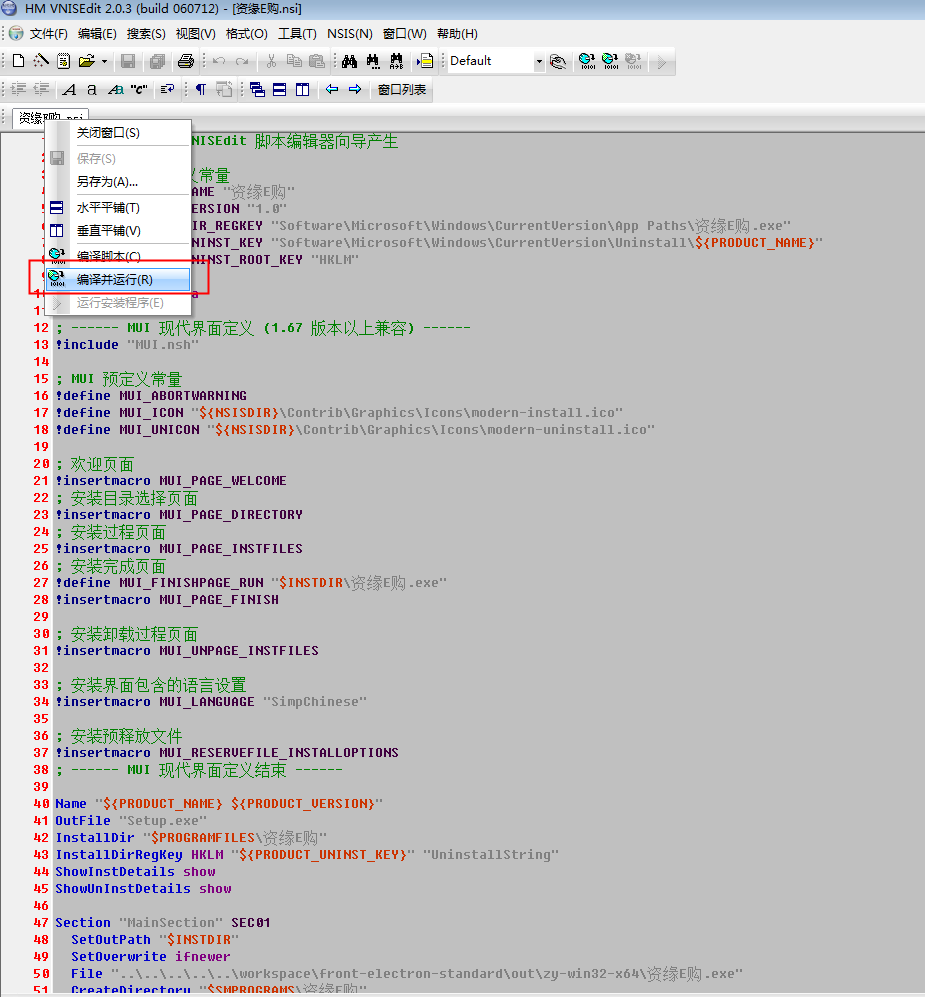 HM VNISEdit 2.0.3 (build 060712) - [资缘E购.nsi]
文件(F) 编辑(E) 搜索(S) 视图(V) 格式(O) 工具(T) NSIS(N) 窗口(W) 帮助(H)
Default
窗口列表
资缘E购.nsi
关闭窗口(S)
保存(S)
另存为(A)...
水平平铺(T)
垂直平铺(V)
编译脚本(C)
编译并运行(R)
运行安装程序(E)
NISEdit 脚本编辑器向导产生
义常量
AME "资缘E购"
ERSION "1.0"
IR_REGKEY "Software\Microsoft\Windows\CurrentVersion\App Paths\资缘E购.exe"
NINST_KEY "Software\Microsoft\Windows\CurrentVersion\Uninstall\${PRODUCT_NAME}"
NINST_ROOT_KEY "HKLM"
10 a
11
12 ; ------ MUI 现代界面定义 (1.67 版本以上兼容) ------
13 !include "MUI.nsh"
14
15 ; MUI 预定义常量
16 !define MUI_ABORTWARNING
17 !define MUI_ICON "${NSISDIR}\Contrib\Graphics\Icons\modern-install.ico"
18 !define MUI_UNICON "${NSISDIR}\Contrib\Graphics\Icons\modern-uninstall.ico"
19
20 ; 欢迎页面
21 !insertmacro MUI_PAGE_WELCOME
22 ; 安装目录选择页面
23 !insertmacro MUI_PAGE_DIRECTORY
24 ; 安装过程页面
25 !insertmacro MUI_PAGE_INSTFILES
26 ; 安装完成页面
27 !define MUI_FINISHPAGE_RUN "$INSTDIR\资缘E购.exe"
28 !insertmacro MUI_PAGE_FINISH
29
30 ; 安装卸载过程页面
31 !insertmacro MUI_UNPAGE_INSTFILES
32
33 ; 安装界面包含的语言设置
34 !insertmacro MUI_LANGUAGE "SimpChinese"
35
36 ; 安装预释放文件
37 !insertmacro MUI_RESERVEFILE_INSTALLOPTIONS
38 ; ------ MUI 现代界面定义结束 ------
39
40 Name "${PRODUCT_NAME} ${PRODUCT_VERSION}"
41 OutFile "Setup.exe"
42 InstallDir "$PROGRAMFILES\资缘E购"
43 InstallDirRegKey HKLM "${PRODUCT_UNINST_KEY}" "UninstallString"
44 ShowInstDetails show
45 ShowUnInstDetails show
46
47 Section "MainSection" SEC01
48 SetOutPath "$INSTDIR"
49 SetOverwrite ifnewer
50 File "..\..\..\..\..\workspace\front-electron-standard\out\zy-win32-x64\资缘E购.exe"
51 CreateDirectory "$SMPROGRAMS\资缘E购"